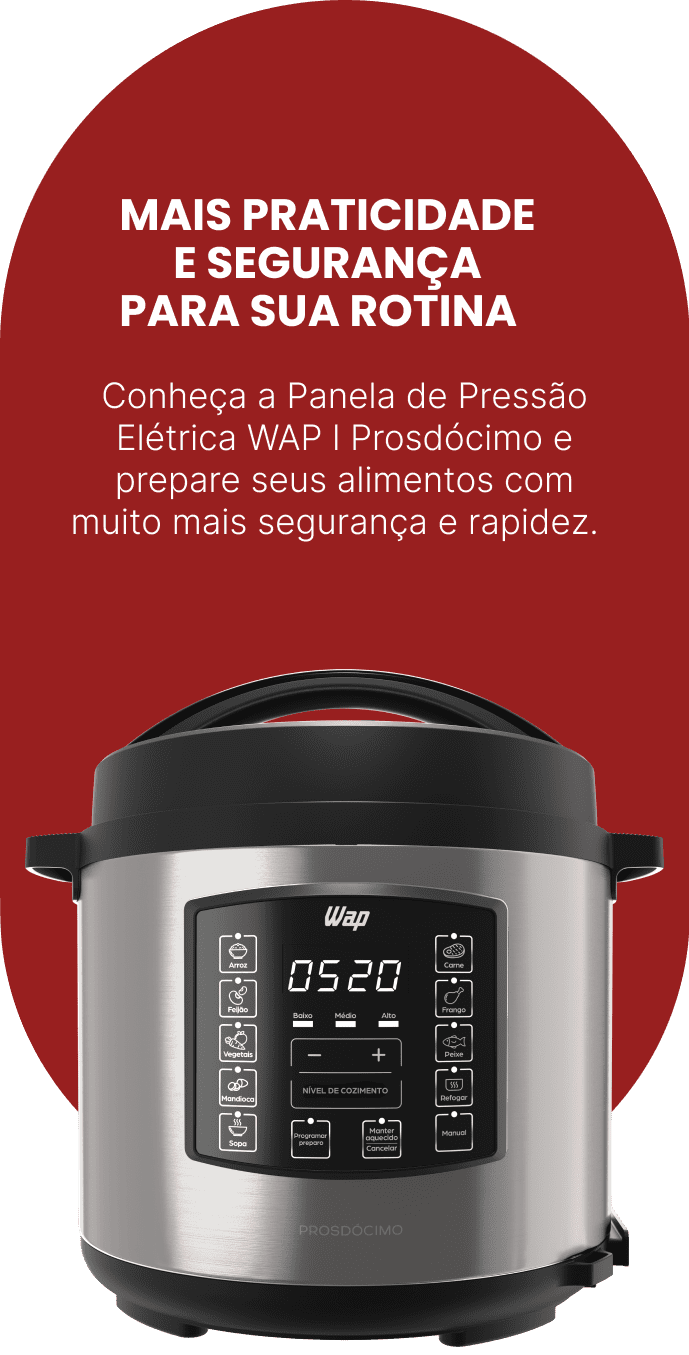 MAIS PRATICIDADE
E SEGURANÇA
PARA SUA ROTINA
Conheça a Panela de Pressão
Elétrica WAP | Prosdócimo e
prepare seus alimentos com
muito mais segurança e rapidez.
Wap
0520
Baixo Médio Alto
− +
NÍVEL DE COZIMENTO
Programar
preparo
Manter
aquecido
Cancelar
Arroz
Feijão
Vegetais
Mandioca
Sopa
Carne
Frango
Peixe
Refogar
Manual
PROSDÓCIMO